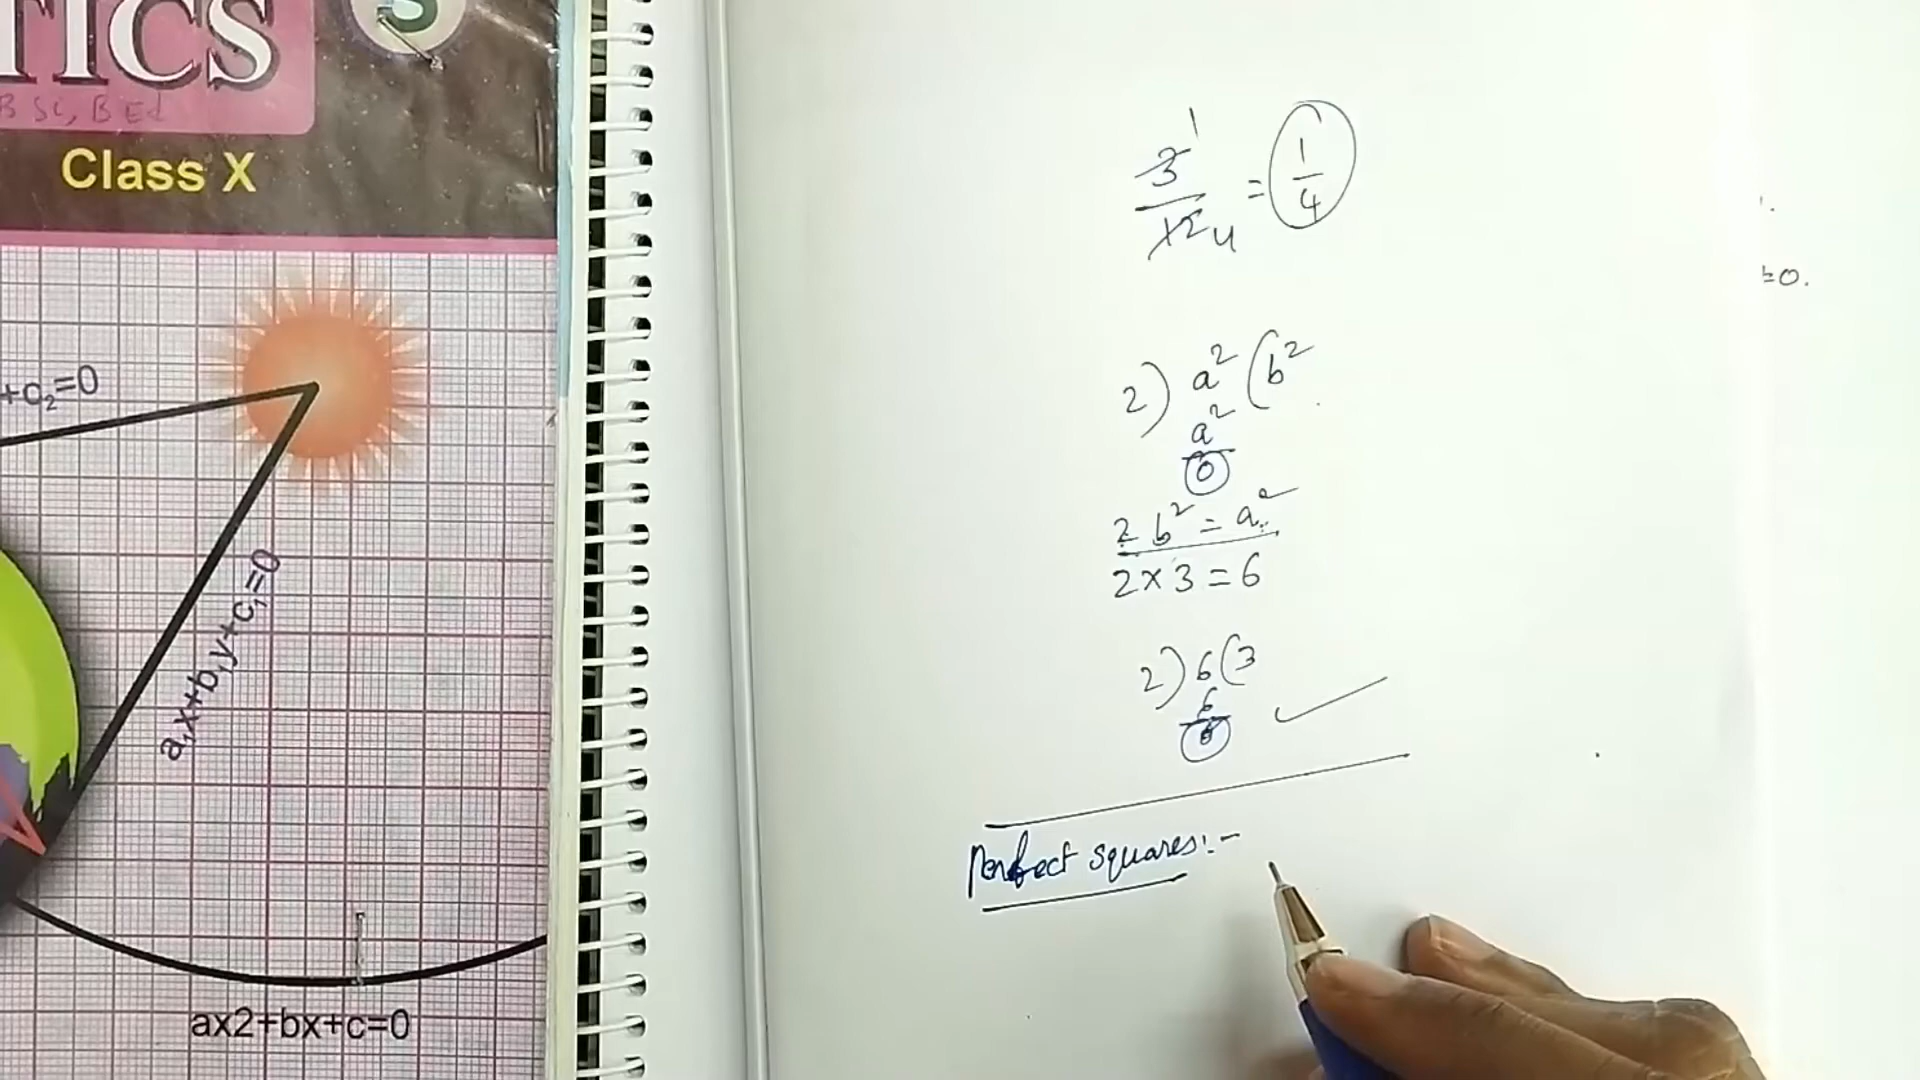 TICS
S
B Sc, B Ed
Class X
+c₂=0
a₁x+b₁y+c₁=0
ax2+bx+c=0
3 1
12 4
= 1/4
2) a² (b²
a²
0
2 b² = a²
2 x 3 = 6
2) 6 (3
6
0
Perfect squares:-
=0.